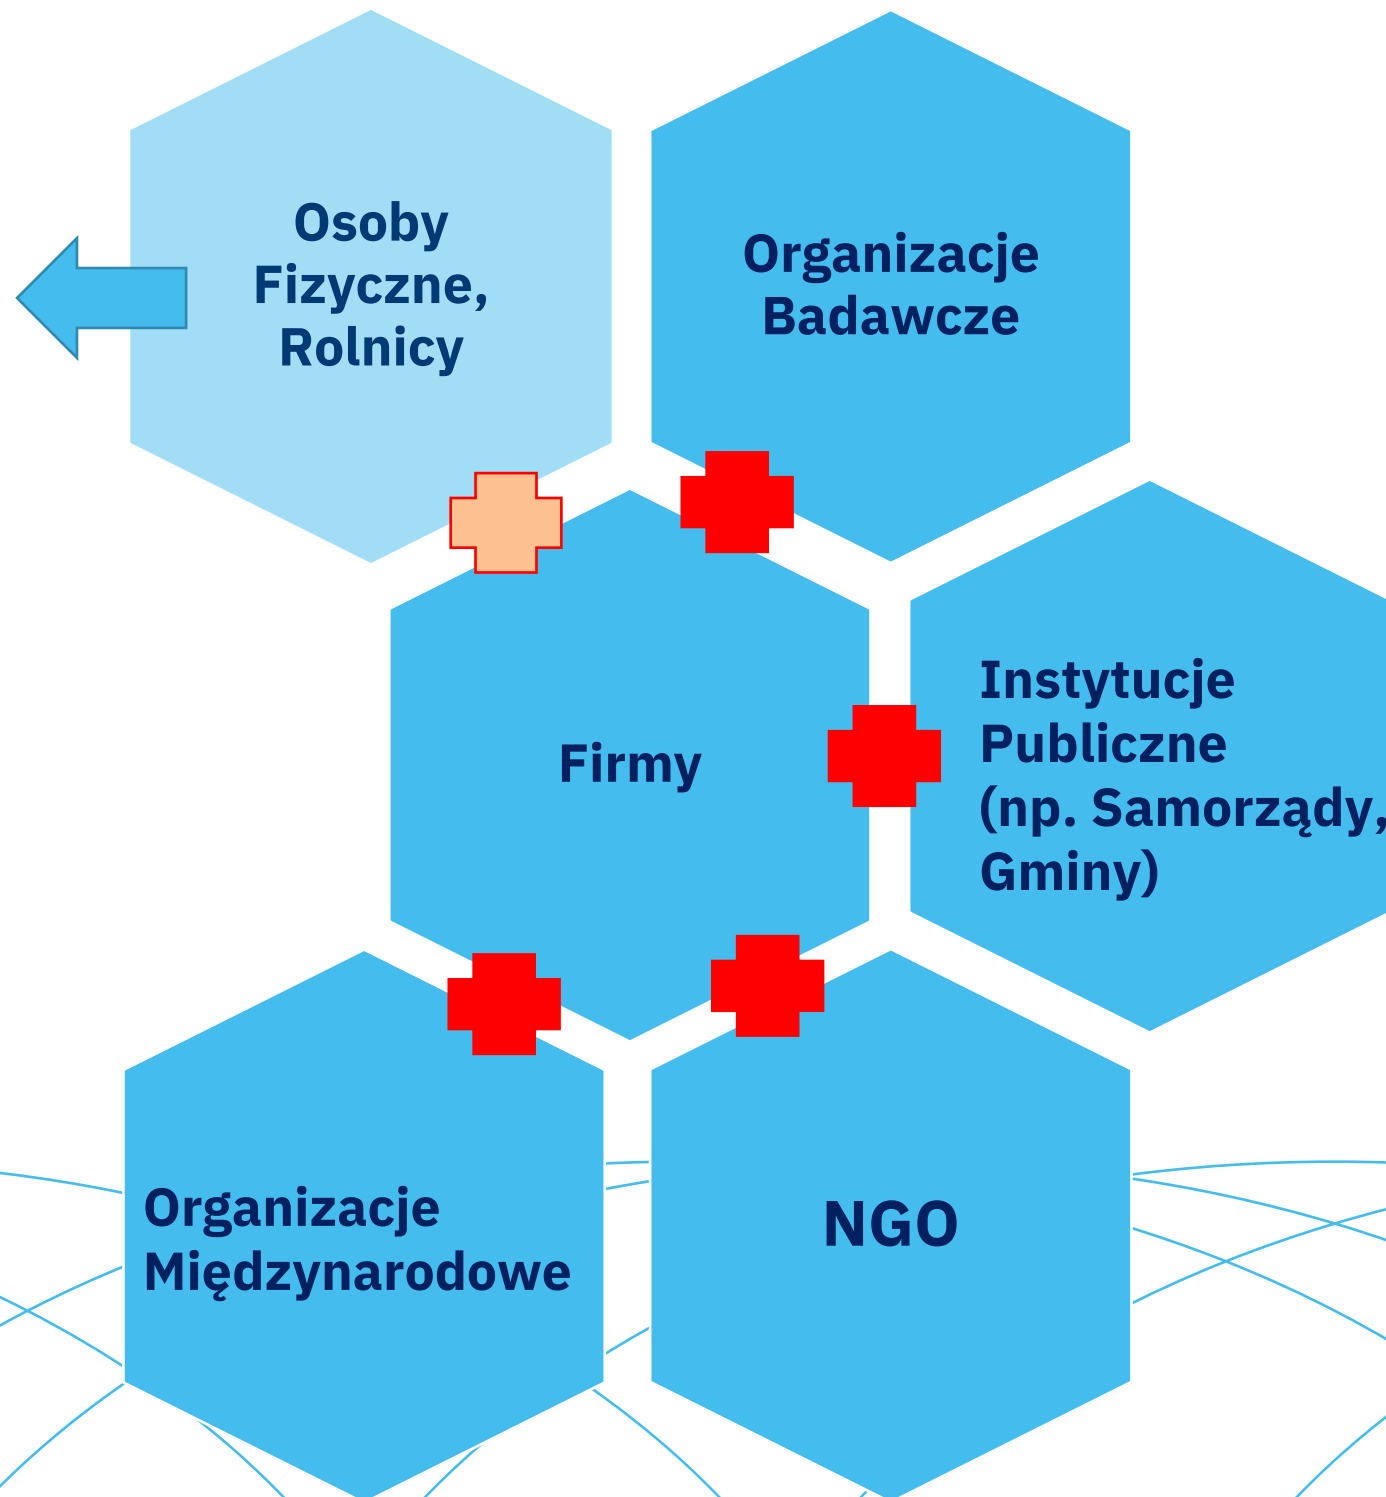 Osoby
Fizyczne,
Rolnicy
Organizacje
Badawcze
Firmy
Instytucje
Publiczne
(np. Samorządy,
Gminy)
Organizacje
Międzynarodowe
NGO